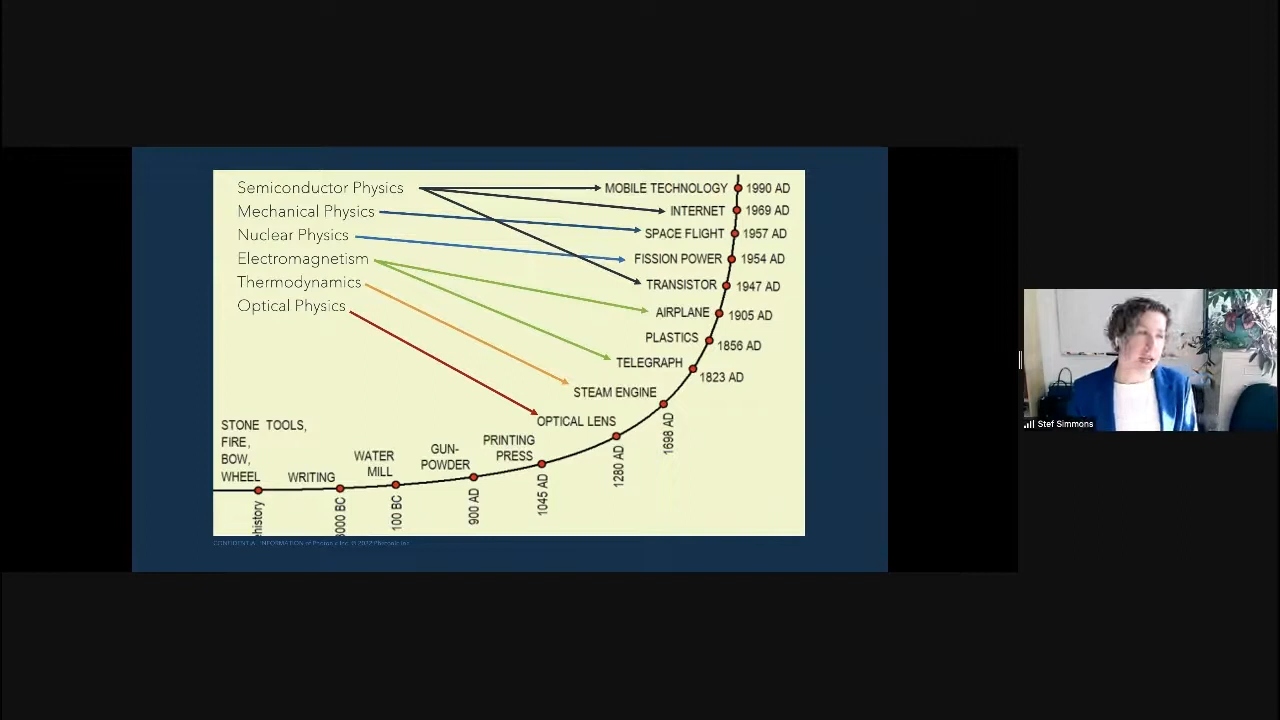 Semiconductor Physics
Mechanical Physics
Nuclear Physics
Electromagnetism
Thermodynamics
Optical Physics
MOBILE TECHNOLOGY 1990 AD
INTERNET 1969 AD
SPACE FLIGHT 1957 AD
FISSION POWER 1954 AD
TRANSISTOR 1947 AD
AIRPLANE 1905 AD
PLASTICS 1856 AD
TELEGRAPH 1823 AD
STEAM ENGINE 1698 AD
OPTICAL LENS 1280 AD
PRINTING
PRESS 1045 AD
GUN-
POWDER 900 AD
WATER
MILL 100 BC
WRITING 000 BC
STONE TOOLS,
FIRE,
BOW,
WHEEL
Stef Simmons